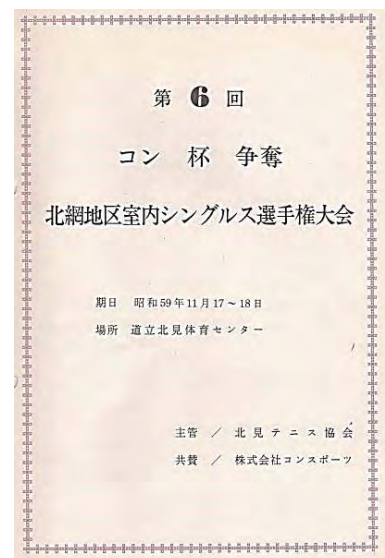 第 6 回
コン 杯 争奪
北網地区室内シングルス選手権大会
期日 昭和59年11月17~18日
場所 道立北見体育センター
主管 / 北見テニス協会
共賛 / 株式会社コンスポーツ